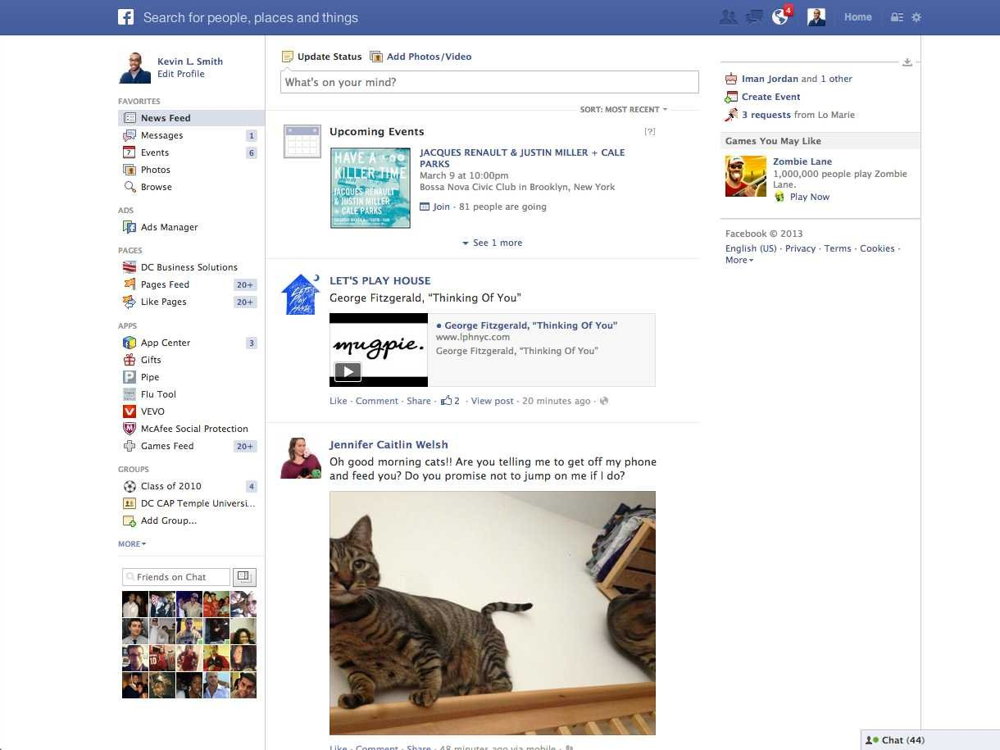 Search for people, places and things
4
Home
Kevin L. Smith
Edit Profile
FAVORITES
News Feed
Messages 1
Events 6
Photos
Browse
ADS
Ads Manager
PAGES
DC Business Solutions
Pages Feed 20+
Like Pages 20+
APPS
App Center 3
Gifts
Pipe
Flu Tool
VEVO
McAfee Social Protection
Games Feed 20+
GROUPS
Class of 2010 4
DC CAP Temple Universi...
Add Group...
MORE
Friends on Chat
Update Status Add Photos/Video
What's on your mind?
SORT: MOST RECENT
Upcoming Events [?]
HAVE A
KILLER TIME
JACQUES RENAULT
& JUSTIN MILLER
+ CALE PARKS
JACQUES RENAULT & JUSTIN MILLER + CALE
PARKS
March 9 at 10:00pm
Bossa Nova Civic Club in Brooklyn, New York
Join · 81 people are going
See 1 more
LET'S PLAY HOUSE
George Fitzgerald, “Thinking Of You”
Let's
Play
House
mugpie.
• George Fitzgerald, “Thinking Of You”
www.lphnyc.com
George Fitzgerald, “Thinking Of You”
Like · Comment · Share · 2 · View post · 20 minutes ago ·
Jennifer Caitlin Welsh
Oh good morning cats!! Are you telling me to get off my phone
and feed you? Do you promise not to jump on me if I do?
Like · Comment · Share · 48 minutes ago via mobile ·
Iman Jordan and 1 other
Create Event
3 requests from Lo Marie
Games You May Like
Zombie Lane
1,000,000 people play Zombie
Lane.
Play Now
Facebook © 2013
English (US) · Privacy · Terms · Cookies ·
More
Chat (44)